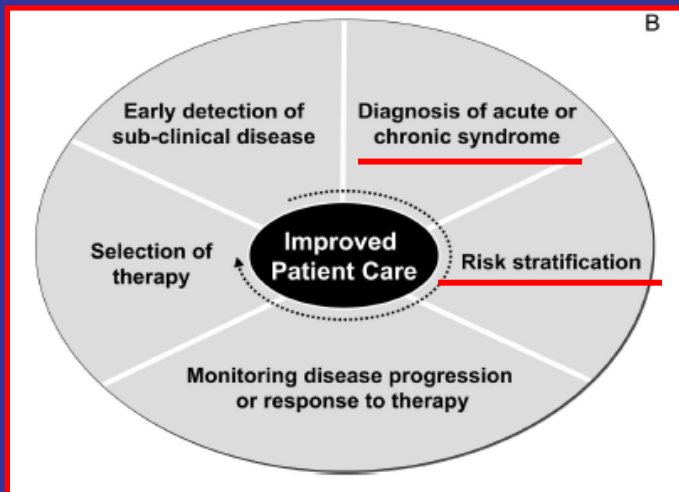 B
Early detection of
sub-clinical disease
Diagnosis of acute or
chronic syndrome
Selection of
therapy
Improved
Patient Care
Risk stratification
Monitoring disease progression
or response to therapy